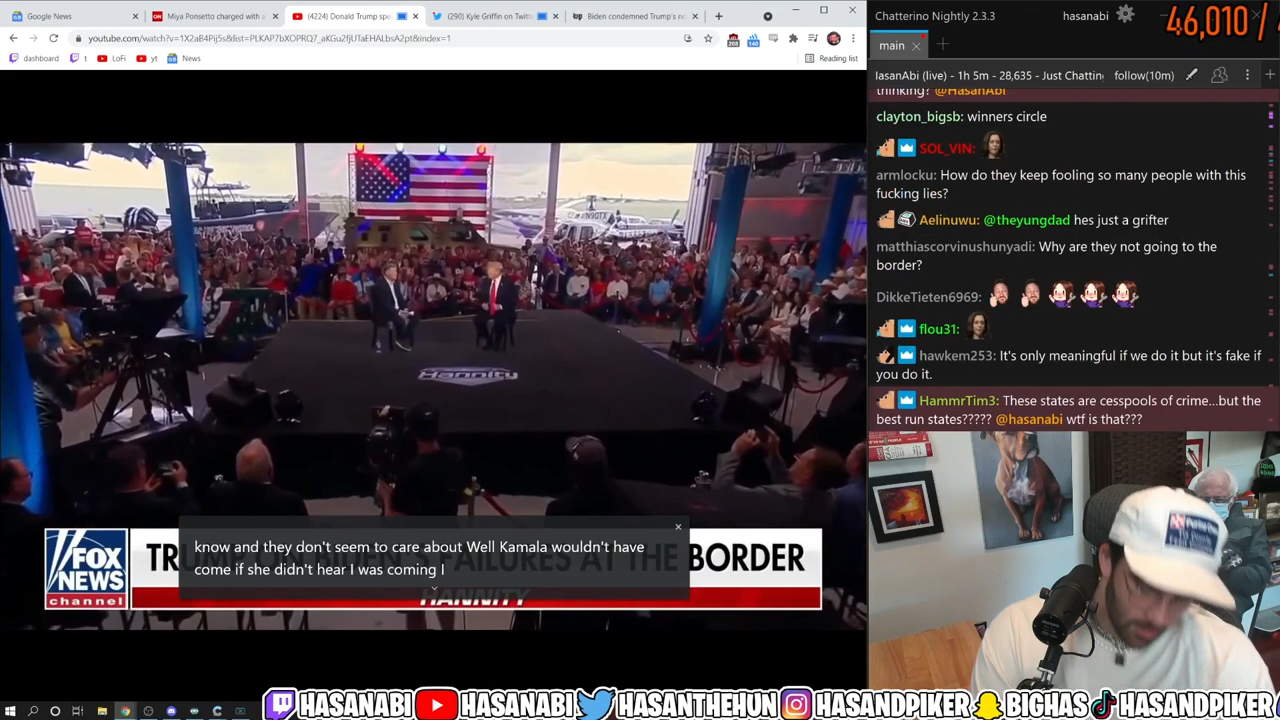 Google News
Miya Ponsetto charged with a
(4224) Donald Trump spe
(290) Kyle Griffin on Twitt
Biden condemned Trump's n
youtube.com/watch?v=1X2aB4Pij5s&list=PLKAP7bXOPRQ7_aKGu2fjUTaEHALbsA2pt&index=1
208
140
Reading list
dashboard
t
LoFi
yt
News
N90TX
Hannity
FOX
NEWS
channel
BORDER
HANNITY
know and they don't seem to care about Well Kamala wouldn't have
come if she didn't hear I was coming I
Chatterino Nightly 2.3.3
hasanabi
46,010 /
main
lasanAbi (live) - 1h 5m - 28,635 - Just Chattin
follow(10m)
thinking? @HasanAbi
clayton_bigsb: winners circle
SOL_VIN:
armlocku: How do they keep fooling so many people with this
fucking lies?
Aelinuwu: @theyungdad hes just a grifter
matthiascorvinushunyadi: Why are they not going to the
border?
DikkeTieten6969:
flou31:
hawkem253: It's only meaningful if we do it but it's fake if
you do it.
HammrTim3: These states are cesspools of crime...but the
best run states????? @hasanabi wtf is that???
HASANABI
HASANABI
HASANTHEHUN
HASANDPIKER
BIGHAS
HASANDPIKER